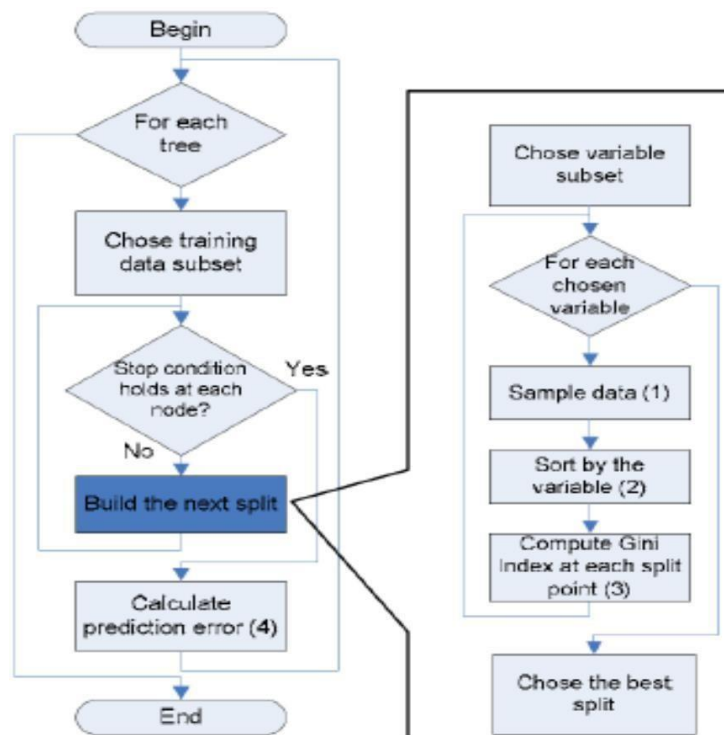 Begin
For each
tree
Chose training
data subset
Stop condition
holds at each
node?
Yes
No
Build the next split
Calculate
prediction error (4)
End
Chose variable
subset
For each
chosen
variable
Sample data (1)
Sort by the
variable (2)
Compute Gini
Index at each split
point (3)
Chose the best
split